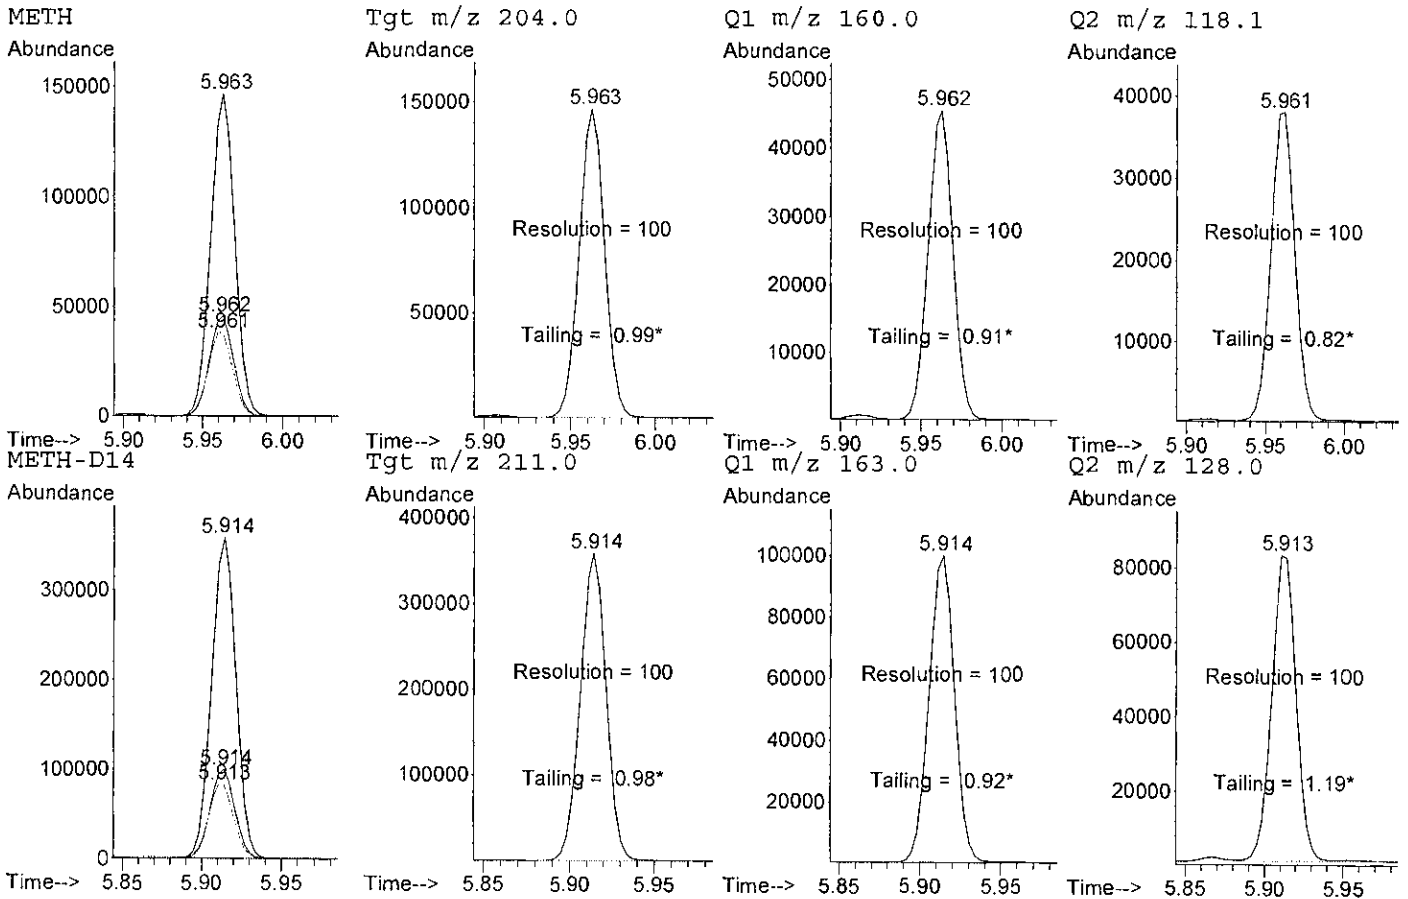 METH Tgt m/z 204.0 Q1 m/z 160.0 Q2 m/z 118.1
Abundance Abundance Abundance Abundance
5.963
150000
100000
50000
5.962
5.961
0
5.90 5.95 6.00
Time-->
5.963
150000
100000
50000
Resolution = 100
Tailing = 0.99*
5.90 5.95 6.00
Time-->
5.962
50000
40000
30000
20000
10000
Resolution = 100
Tailing = 0.91*
5.90 5.95 6.00
Time-->
5.961
40000
30000
20000
10000
Resolution = 100
Tailing = 0.82*
5.90 5.95 6.00
Time-->
METH-D14 Tgt m/z 211.0 Q1 m/z 163.0 Q2 m/z 128.0
Abundance Abundance Abundance Abundance
5.914
300000
200000
100000
5.914
5.913
0
5.85 5.90 5.95
Time-->
5.914
400000
300000
200000
100000
Resolution = 100
Tailing = 0.98*
5.85 5.90 5.95
Time-->
5.914
100000
80000
60000
40000
20000
Resolution = 100
Tailing = 0.92*
5.85 5.90 5.95
Time-->
5.913
80000
60000
40000
20000
Resolution = 100
Tailing = 1.19*
5.85 5.90 5.95
Time-->